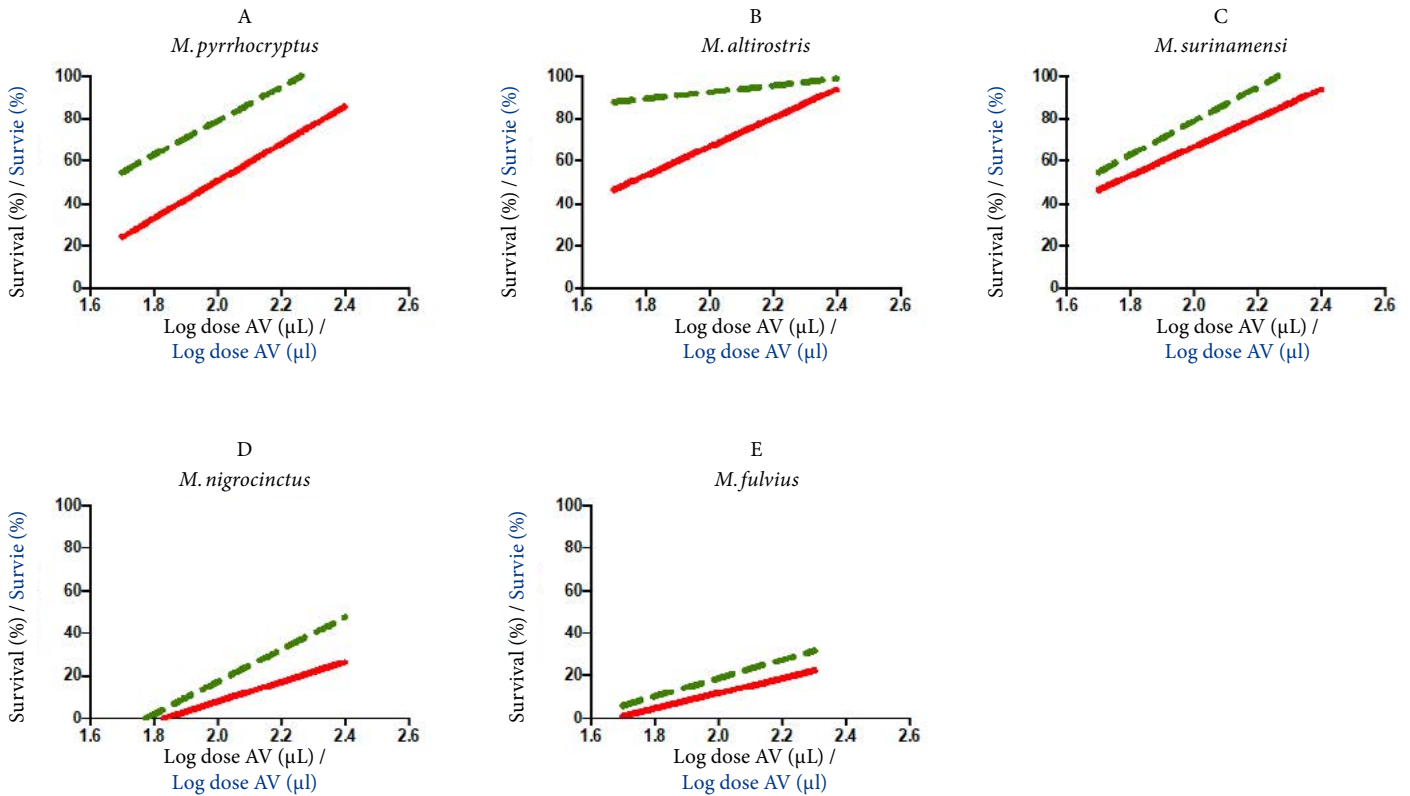 A
M. pyrrhocryptus
100
80
60
40
20
0
Survival (%) / Survie (%)
1.6 1.8 2.0 2.2 2.4 2.6
Log dose AV (µL) /
Log dose AV (µl)
B
M. altirostris
100
80
60
40
20
0
Survival (%) / Survie (%)
1.6 1.8 2.0 2.2 2.4 2.6
Log dose AV (µL) /
Log dose AV (µl)
C
M. surinamensi
100
80
60
40
20
0
Survival (%) / Survie (%)
1.6 1.8 2.0 2.2 2.4 2.6
Log dose AV (µL) /
Log dose AV (µl)
D
M. nigrocinctus
100
80
60
40
20
0
Survival (%) / Survie (%)
1.6 1.8 2.0 2.2 2.4 2.6
Log dose AV (µL) /
Log dose AV (µl)
E
M. fulvius
100
80
60
40
20
0
Survival (%) / Survie (%)
1.6 1.8 2.0 2.2 2.4 2.6
Log dose AV (µL) /
Log dose AV (µl)